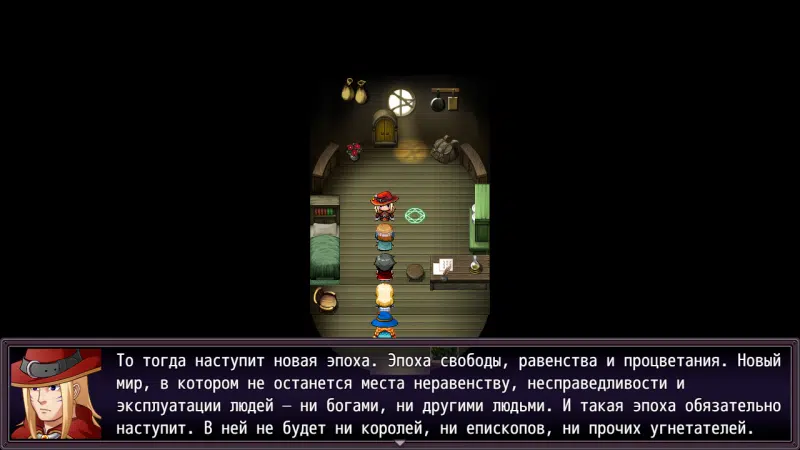 То тогда наступит новая эпоха. Эпоха свободы, равенства и процветания. Новый
мир, в котором не останется места неравенству, несправедливости и
эксплуатации людей — ни богами, ни другими людьми. И такая эпоха обязательно
наступит. В ней не будет ни королей, ни епископов, ни прочих угнетателей.